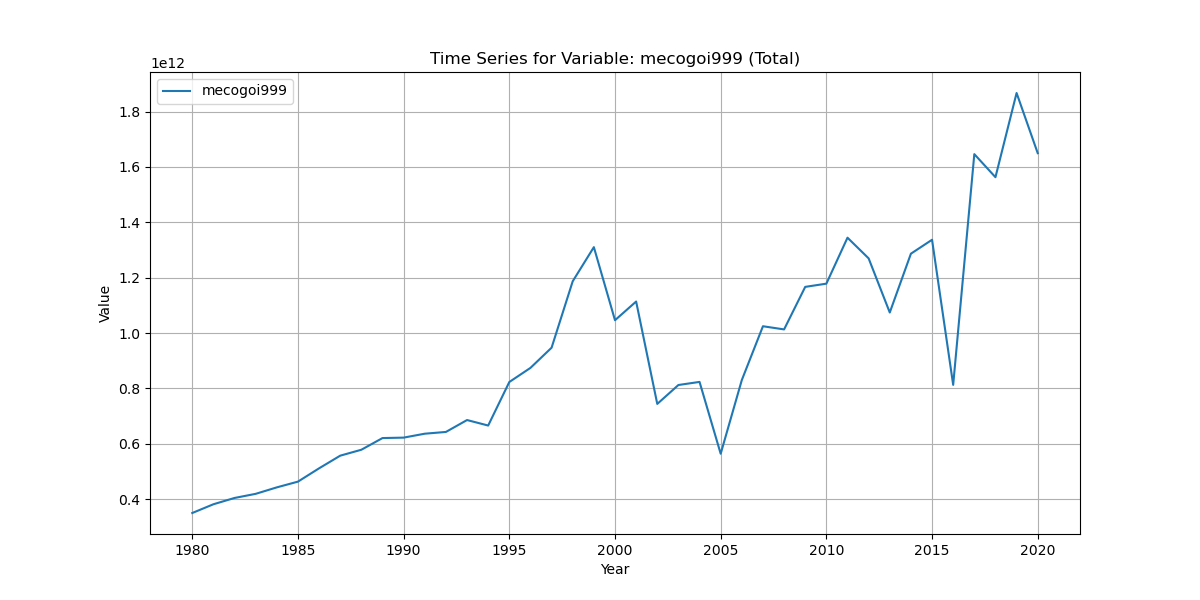 Time Series for Variable: mecogoi999 (Total)
1e12
mecogoi999
1.8
1.6
1.4
1.2
1.0
0.8
0.6
0.4
Value
1980 1985 1990 1995 2000 2005 2010 2015 2020
Year